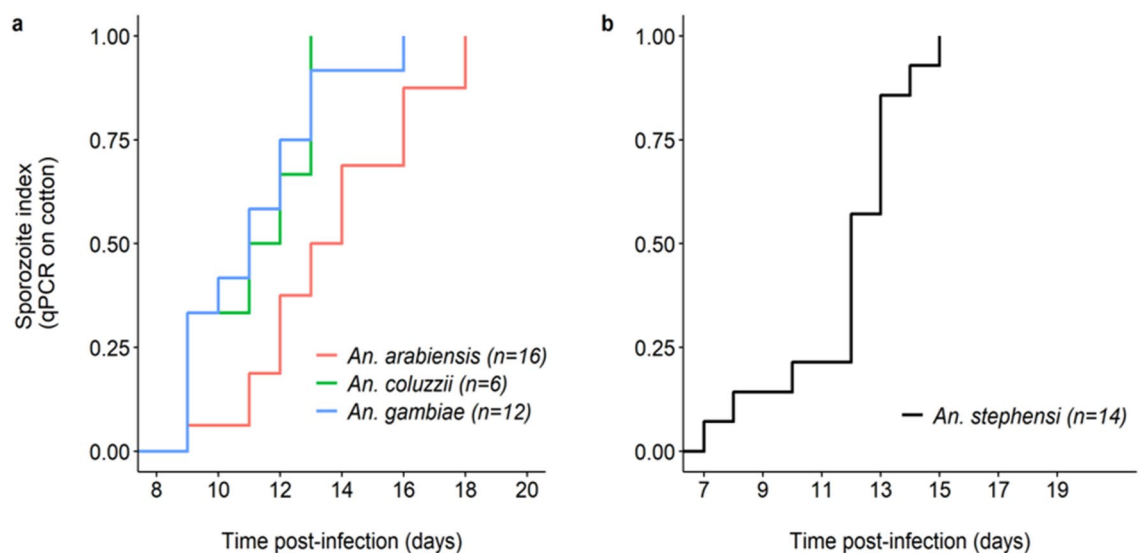 a
Sporozoite index
(qPCR on cotton)
1.00
0.75
0.50
0.25
0.00
An. arabiensis (n=16)
An. coluzzii (n=6)
An. gambiae (n=12)
8 10 12 14 16 18 20
Time post-infection (days)
b
1.00
0.75
0.50
0.25
0.00
An. stephensi (n=14)
7 9 11 13 15 17 19
Time post-infection (days)